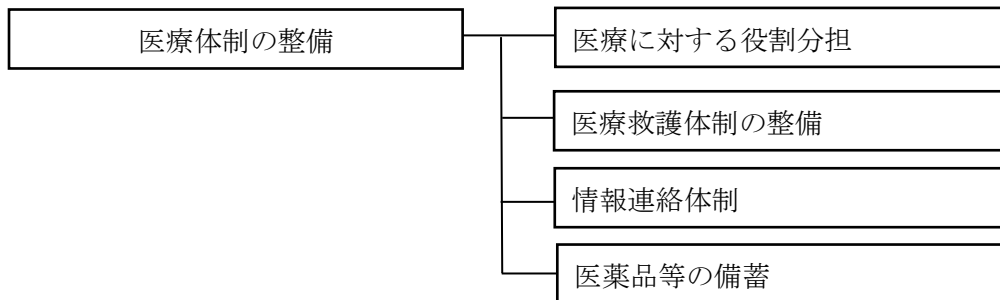 医療体制の整備
医療に対する役割分担
医療救護体制の整備
情報連絡体制
医薬品等の備蓄